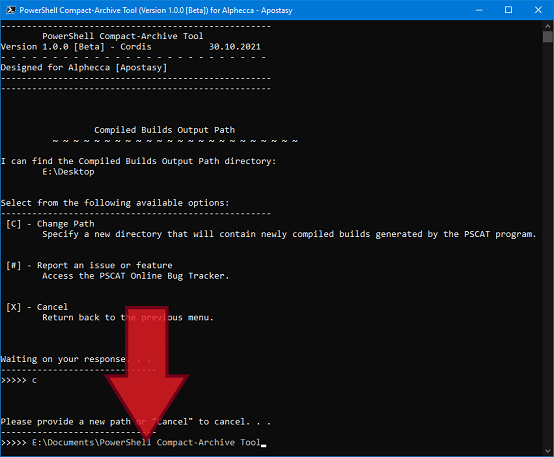 PowerShell Compact-Archive Tool (Version 1.0.0 [Beta]) for Alphecca - Apostasy
-----------------------------------------------------
PowerShell Compact-Archive Tool
Version 1.0.0 [Beta] - Cordis 30.10.2021
- - - - - - - - - - - - - - - - - - - - - - - - - -
Designed for Alphecca [Apostasy]
-----------------------------------------------------
-----------------------------------------------------
Compiled Builds Output Path
~ ~ ~ ~ ~ ~ ~ ~ ~ ~ ~ ~ ~ ~ ~ ~ ~ ~ ~ ~ ~ ~ ~ ~
I can find the Compiled Builds Output Path directory:
E:\Desktop
Select from the following available options:
-----------------------------------------------------
[C] - Change Path
Specify a new directory that will contain newly compiled builds generated by the PSCAT program.
[#] - Report an issue or feature
Access the PSCAT Online Bug Tracker.
[X] - Cancel
Return back to the previous menu.
Waiting on your response. . .
------------------------------
>>>>> c
Please provide a new path or "Cancel" to cancel. . .
------------------------------
>>>>> E:\Documents\PowerShell Compact-Archive Tool